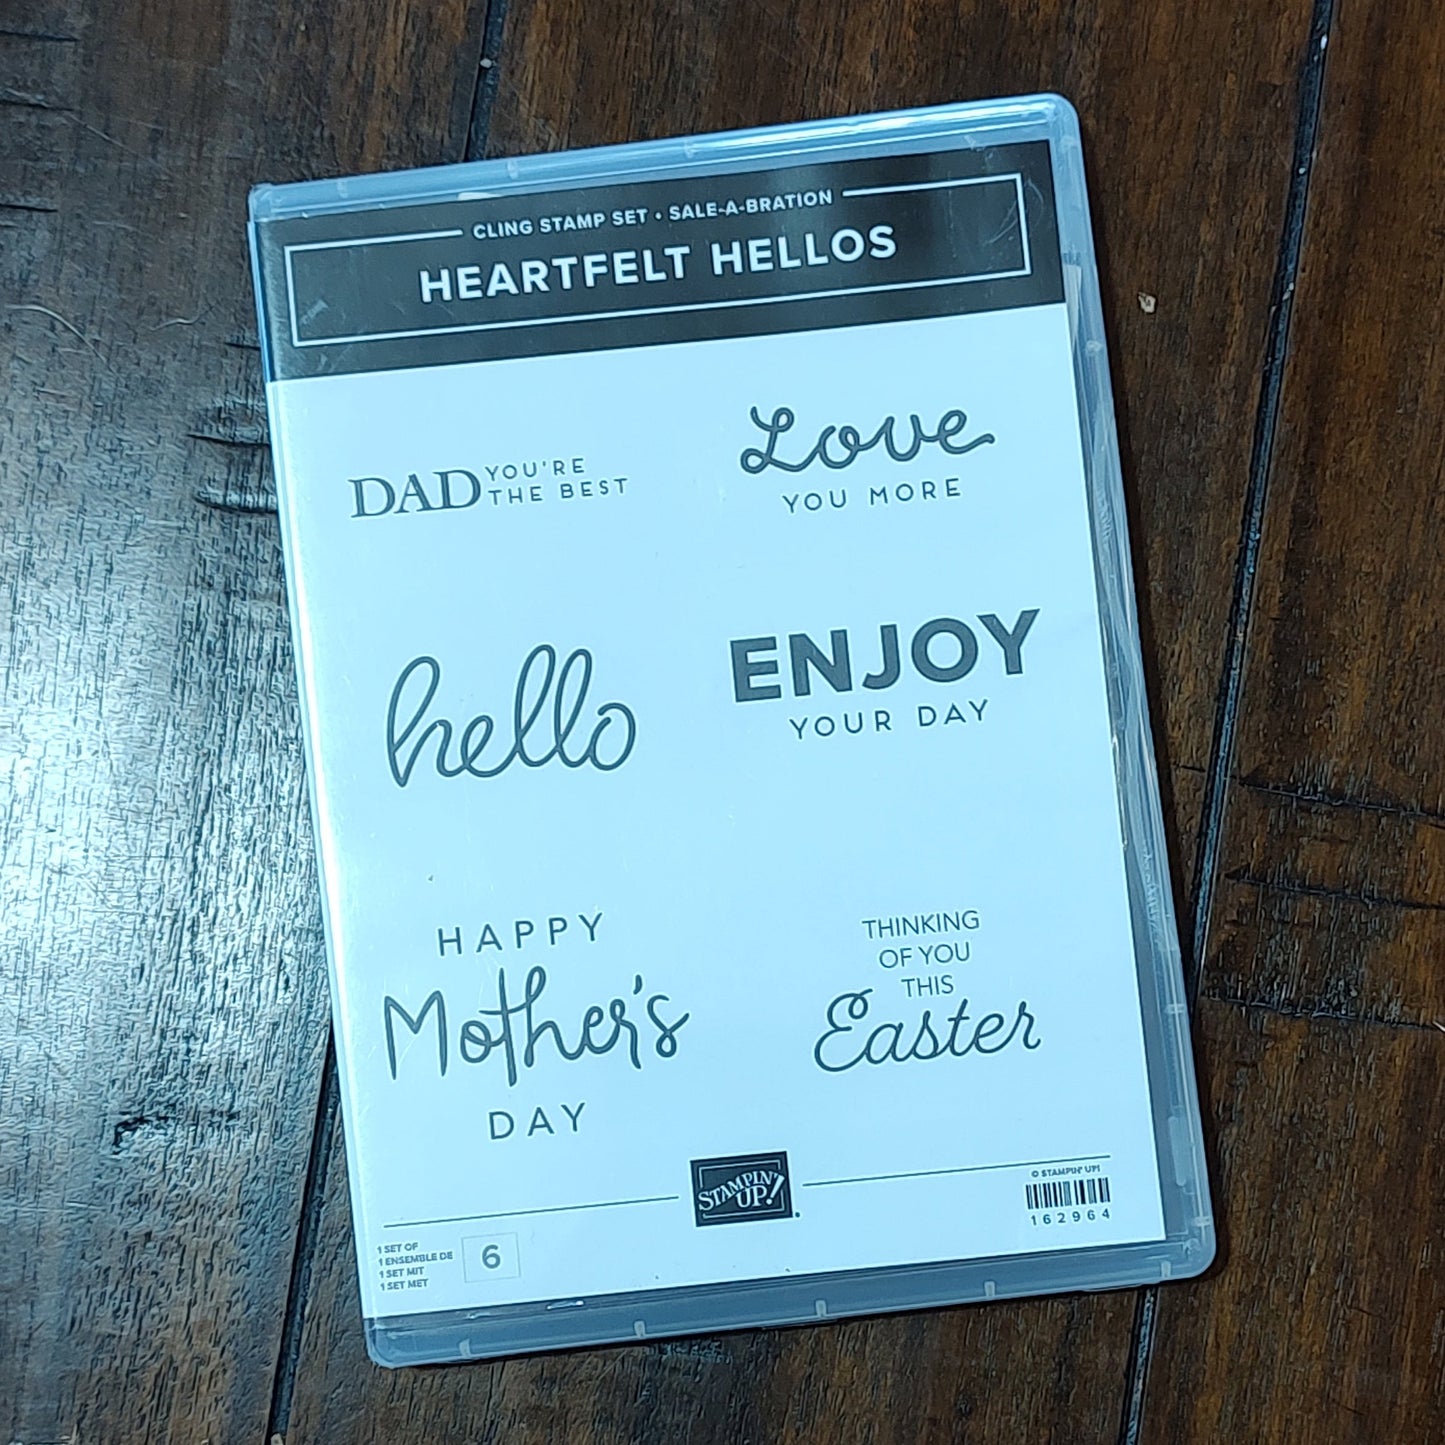 CLING STAMP SET • SALE-A-BRATION
HEARTFELT HELLOS
DAD YOU'RE
THE BEST
Love
YOU MORE
hello
ENJOY
YOUR DAY
HAPPY
Mother's
DAY
THINKING
OF YOU
THIS
Easter
STAMPIN'
UP!
© STAMPIN' UP!
162964
1 SET OF
1 ENSEMBLE DE
1 SET MIT
1 SET MET
6